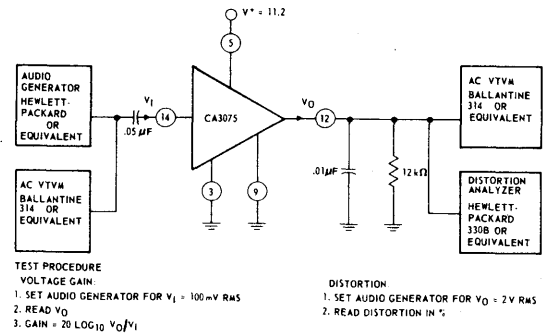 V⁺ = 11.2
5
AUDIO
GENERATOR
HEWLETT-
PACKARD
OR
EQUIVALENT
VI
.05 µF
14
CA3075
VO
12
AC VTVM
BALLANTINE
314 OR
EQUIVALENT
AC VTVM
BALLANTINE
314 OR
EQUIVALENT
3
9
.01µF
12kΩ
DISTORTION
ANALYZER
HEWLETT-
PACKARD
330B OR
EQUIVALENT
TEST PROCEDURE
VOLTAGE GAIN:
1. SET AUDIO GENERATOR FOR VI = 100mV RMS
2. READ VO
3. GAIN = 20 LOG10 VO/VI
DISTORTION
1. SET AUDIO GENERATOR FOR VO = 2V RMS
2. READ DISTORTION IN %